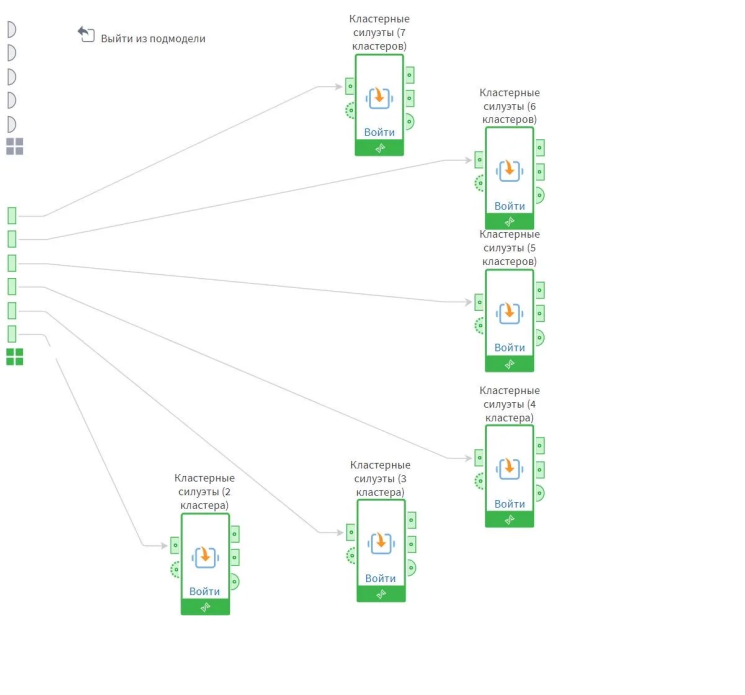 Выйти из подмодели
Кластерные
силуэты (7
кластеров)
Войти
Кластерные
силуэты (6
кластеров)
Войти
Кластерные
силуэты (5
кластеров)
Войти
Кластерные
силуэты (4
кластера)
Войти
Кластерные
силуэты (3
кластера)
Войти
Кластерные
силуэты (2
кластера)
Войти